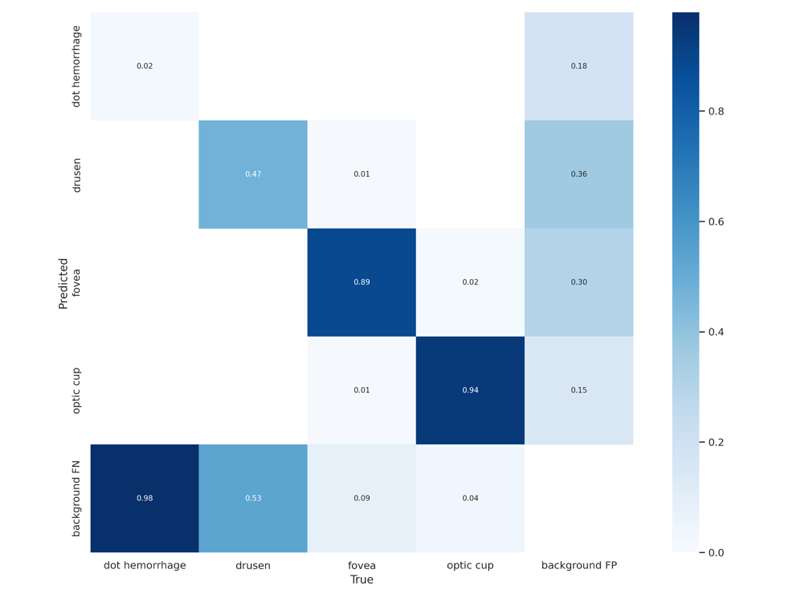 dot hemorrhage
0.02
0.18
drusen
0.47
0.01
0.36
Predicted
fovea
0.89
0.02
0.30
optic cup
0.01
0.94
0.15
background FN
0.98
0.53
0.09
0.04
dot hemorrhage
drusen
fovea
optic cup
background FP
True
0.8
0.6
0.4
0.2
0.0